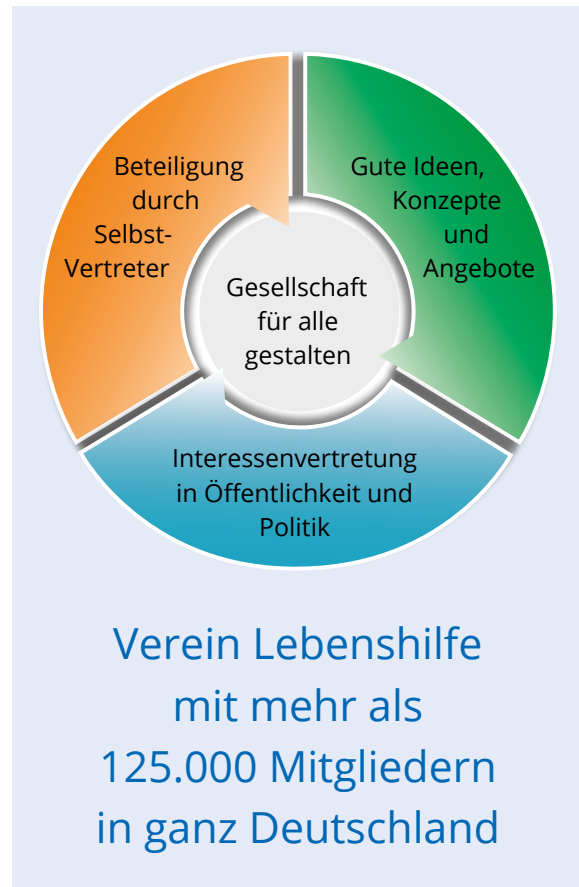 Beteiligung
durch
Selbst-
Vertreter
Gute Ideen,
Konzepte
und
Angebote
Gesellschaft
für alle
gestalten
Interessenvertretung
in Öffentlichkeit und
Politik
Verein Lebenshilfe
mit mehr als
125.000 Mitgliedern
in ganz Deutschland